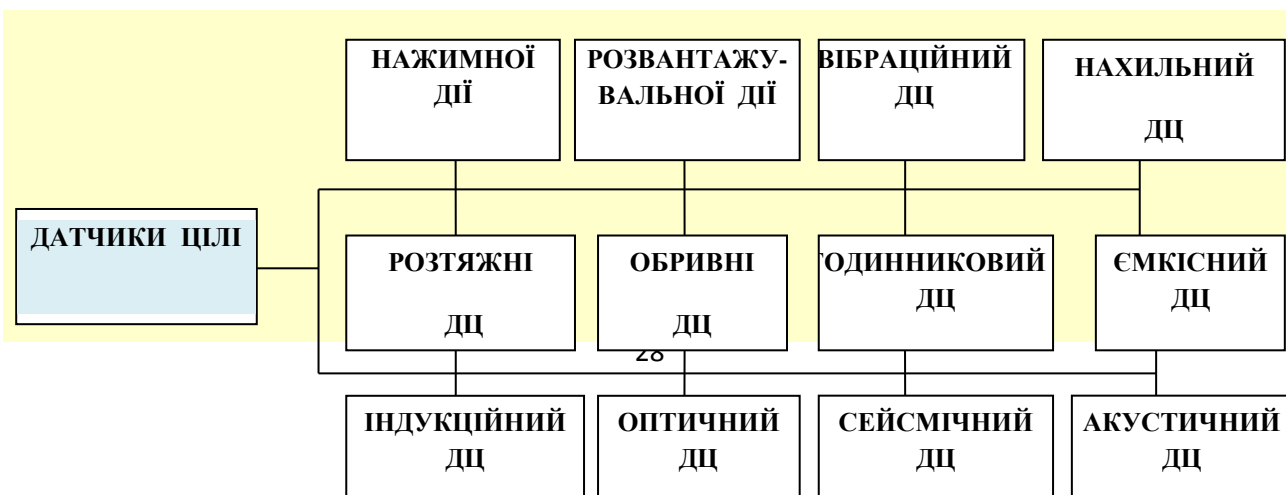 НАЖИМНОЇ
ДІЇ
РОЗВАНТАЖУ-
ВАЛЬНОЇ ДІЇ
ВІБРАЦІЙНИЙ
ДЦ
НАХИЛЬНИЙ
ДЦ
ДАТЧИКИ ЦІЛІ
РОЗТЯЖНІ
ДЦ
ОБРИВНІ
ДЦ
ГОДИННИКОВИЙ
ДЦ
ЄМКІСНИЙ
ДЦ
28
ІНДУКЦІЙНИЙ
ДЦ
ОПТИЧНИЙ
ДЦ
СЕЙСМІЧНИЙ
ДЦ
АКУСТИЧНИЙ
ДЦ